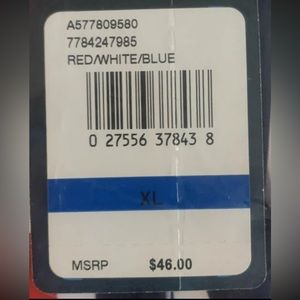 A577809580
7784247985
RED/WHITE/BLUE
0 27556 37843 8
XL
MSRP $46.00